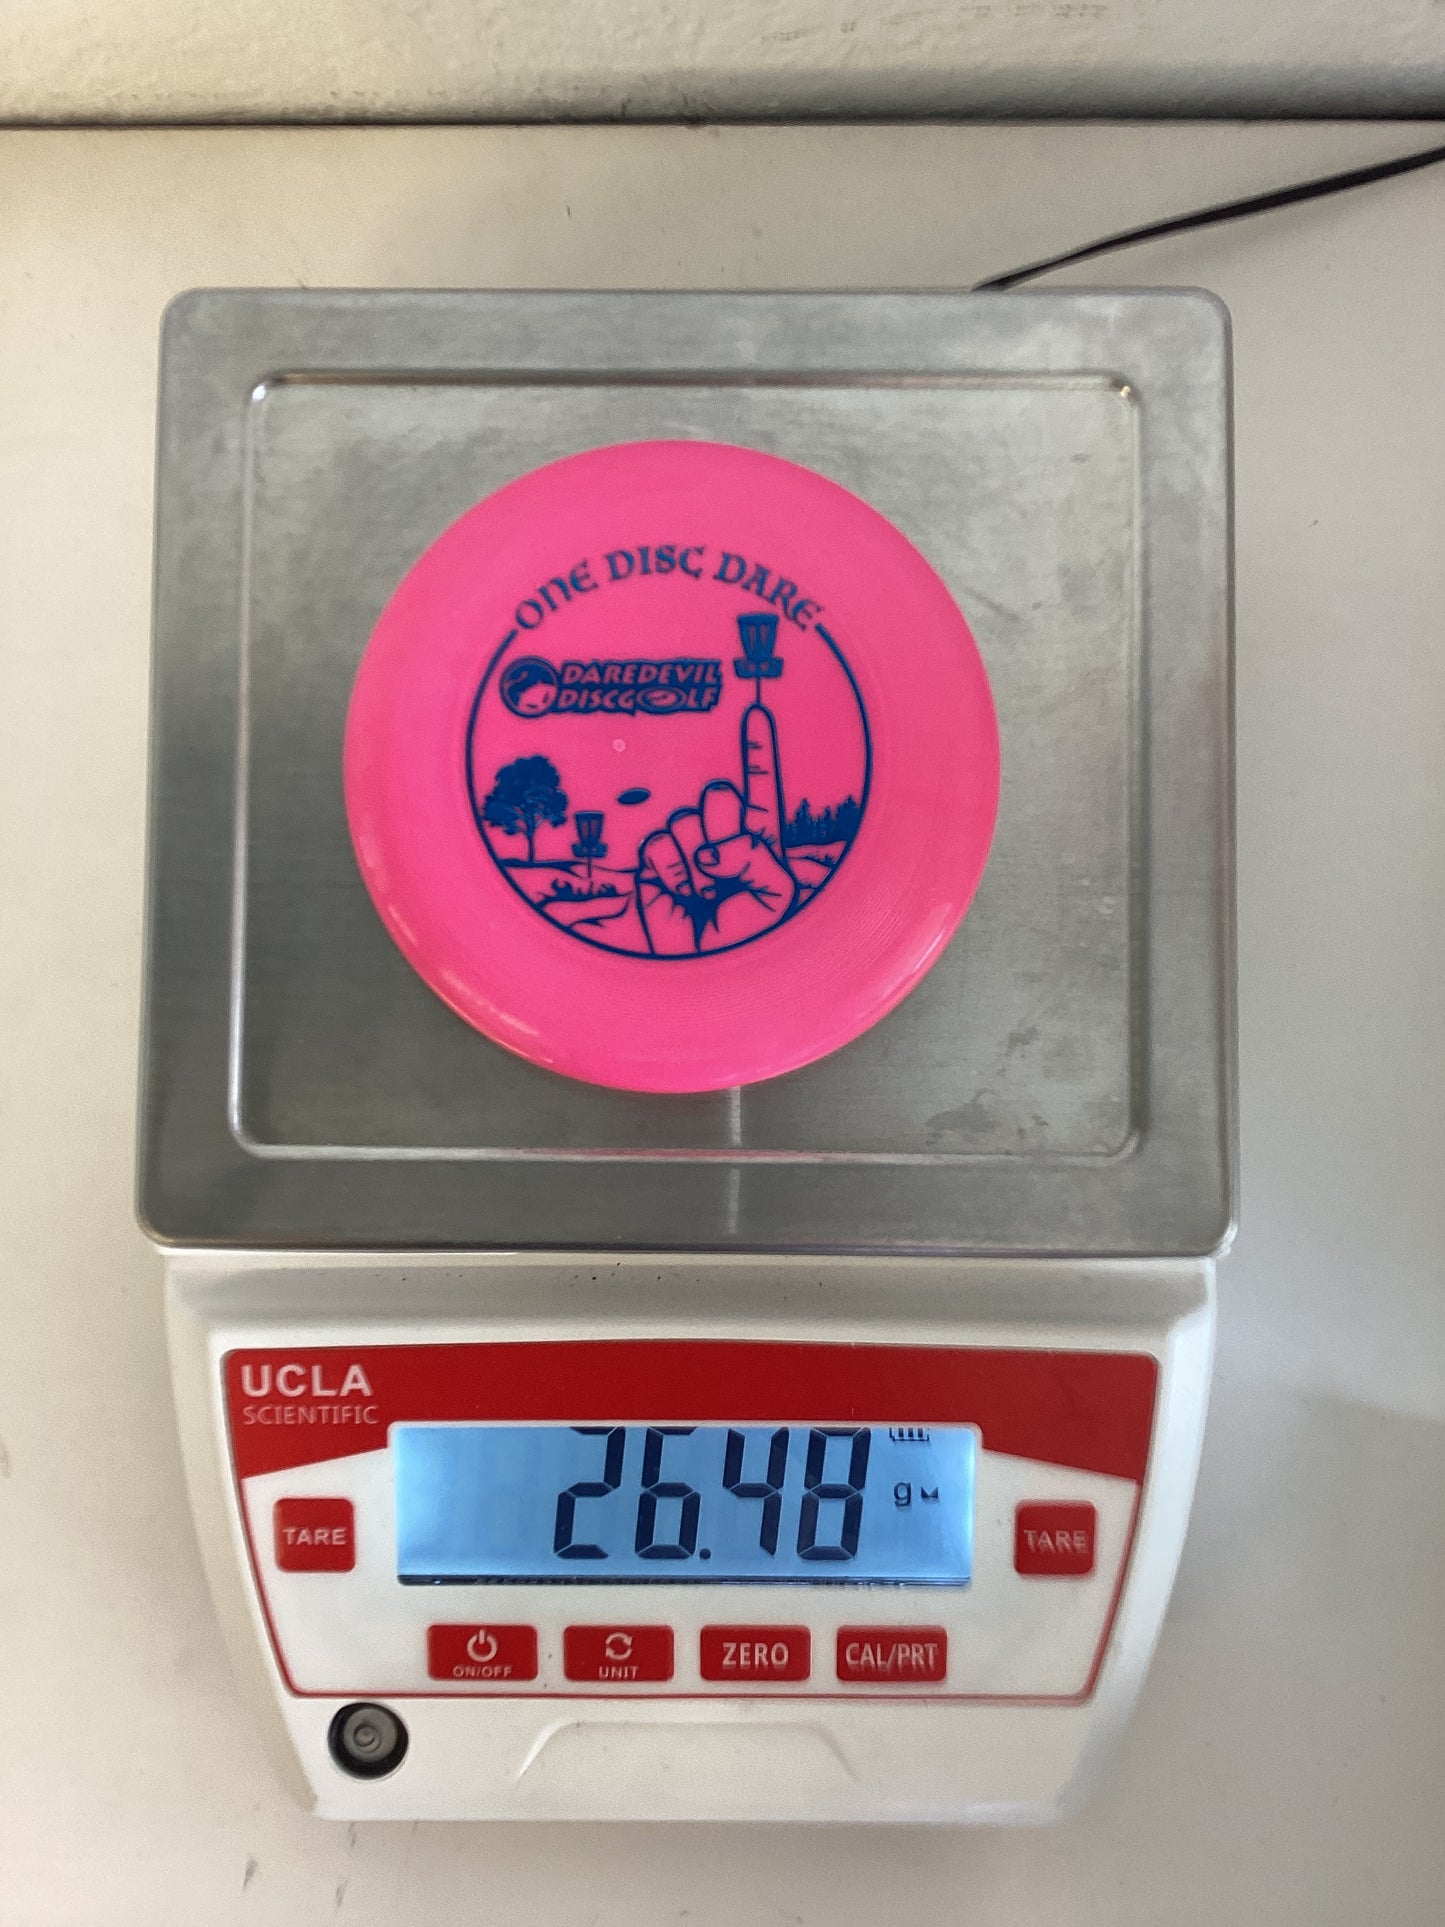 ONE DISC DARE
DAREDEVIL
DISCGOLF
UCLA
SCIENTIFIC
26.48 g
TARE
TARE
ON/OFF
UNIT
ZERO
CAL/PRT